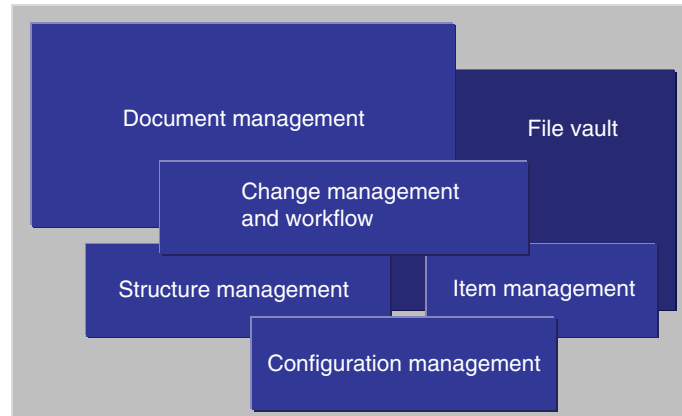 Document management
File vault
Change management
and workflow
Structure management
Item management
Configuration management